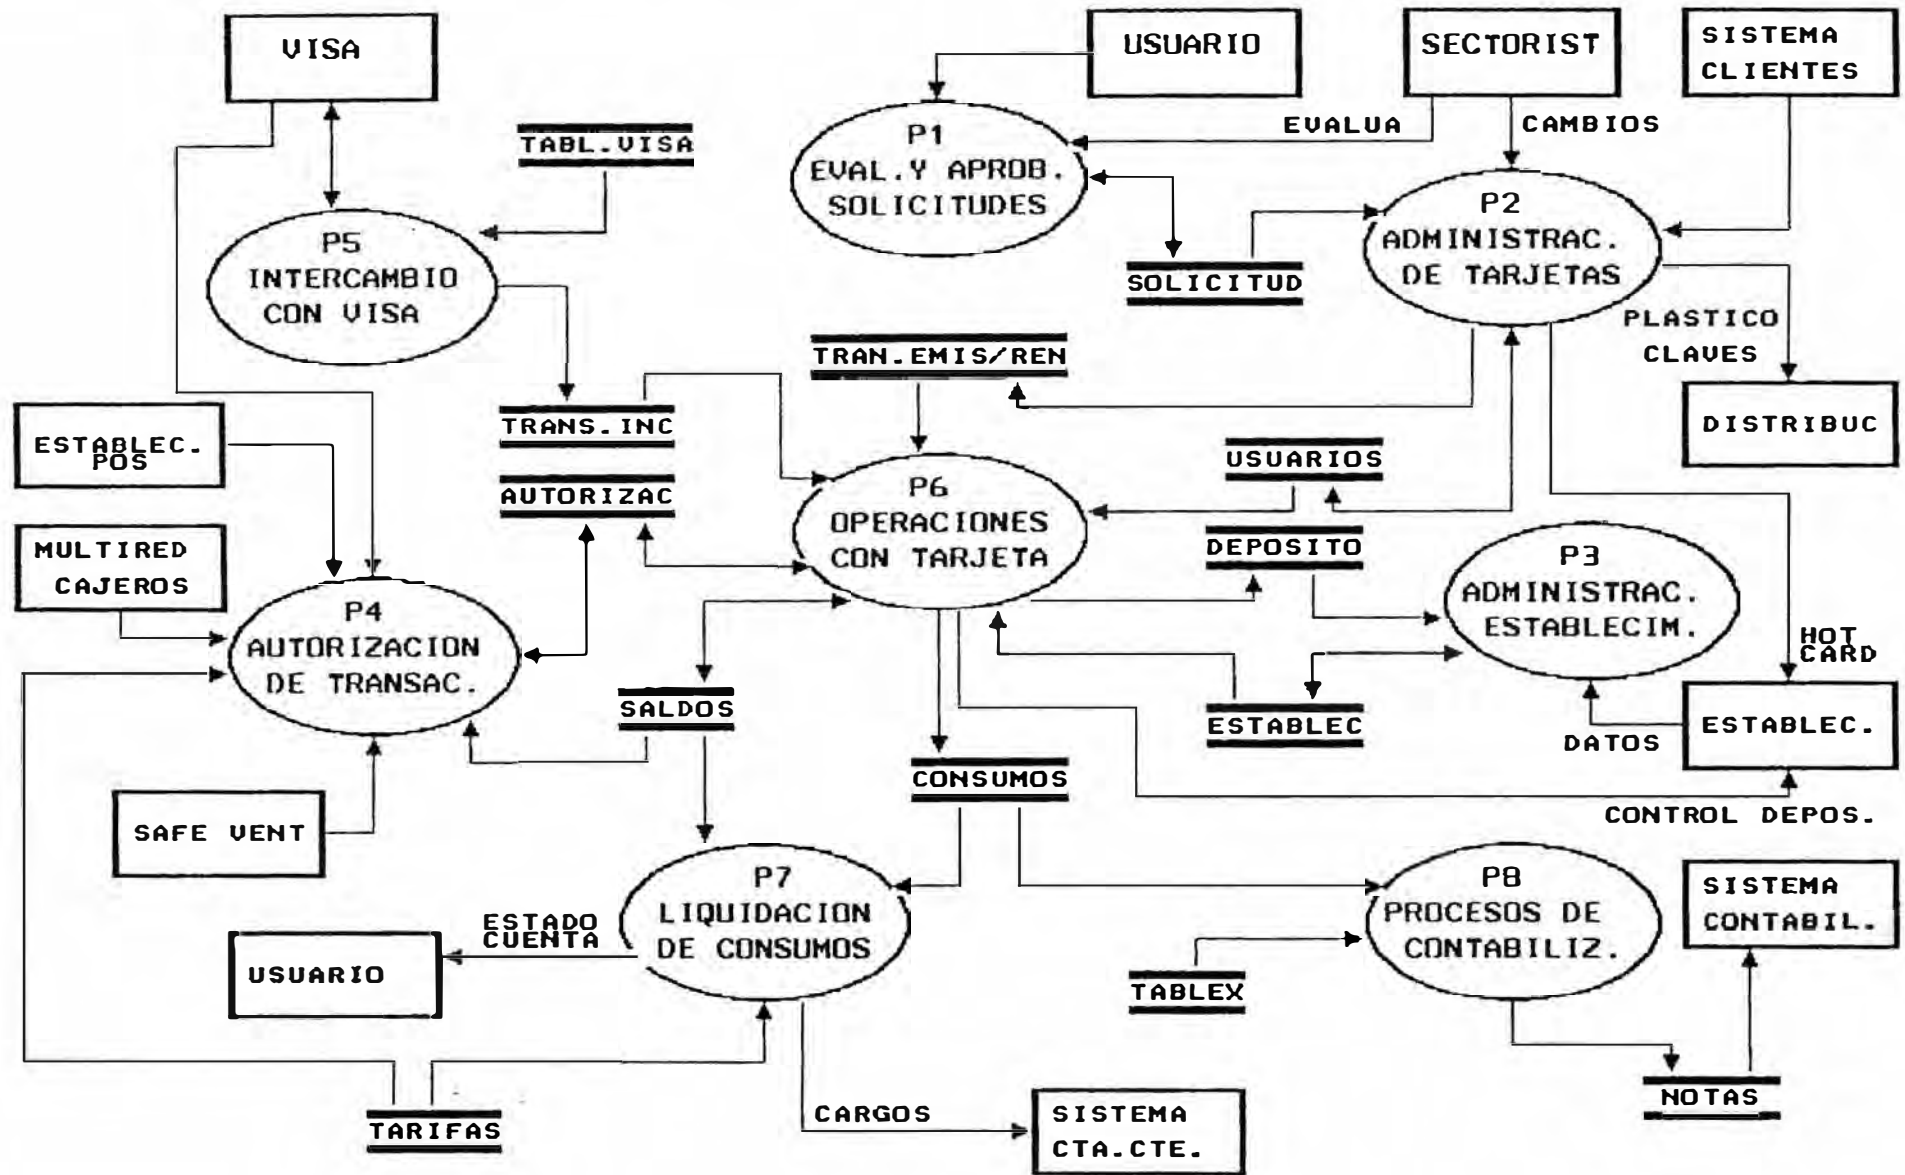 VISA
USUARIO
SECTORIST
SISTEMA
CLIENTES
TABL.VISA
P1
EVAL.Y APROB.
SOLICITUDES
EVALUA
CAMBIOS
P2
ADMINISTRAC.
DE TARJETAS
P5
INTERCAMBIO
CON VISA
SOLICITUD
PLASTICO
CLAVES
TRAN.EMIS/REN
DISTRIBUC
ESTABLEC.
POS
TRANS.INC
AUTORIZAC
USUARIOS
P6
OPERACIONES
CON TARJETA
DEPOSITO
MULTIRED
CAJEROS
P3
ADMINISTRAC.
ESTABLECIM.
P4
AUTORIZACION
DE TRANSAC.
HOT
CARD
SALDOS
ESTABLEC
DATOS
ESTABLEC.
CONSUMOS
CONTROL DEPOS.
SAFE VENT
P7
LIQUIDACION
DE CONSUMOS
P8
PROCESOS DE
CONTABILIZ.
SISTEMA
CONTABIL.
ESTADO
CUENTA
USUARIO
TABLEX
NOTAS
TARIFAS
CARGOS
SISTEMA
CTA.CTE.